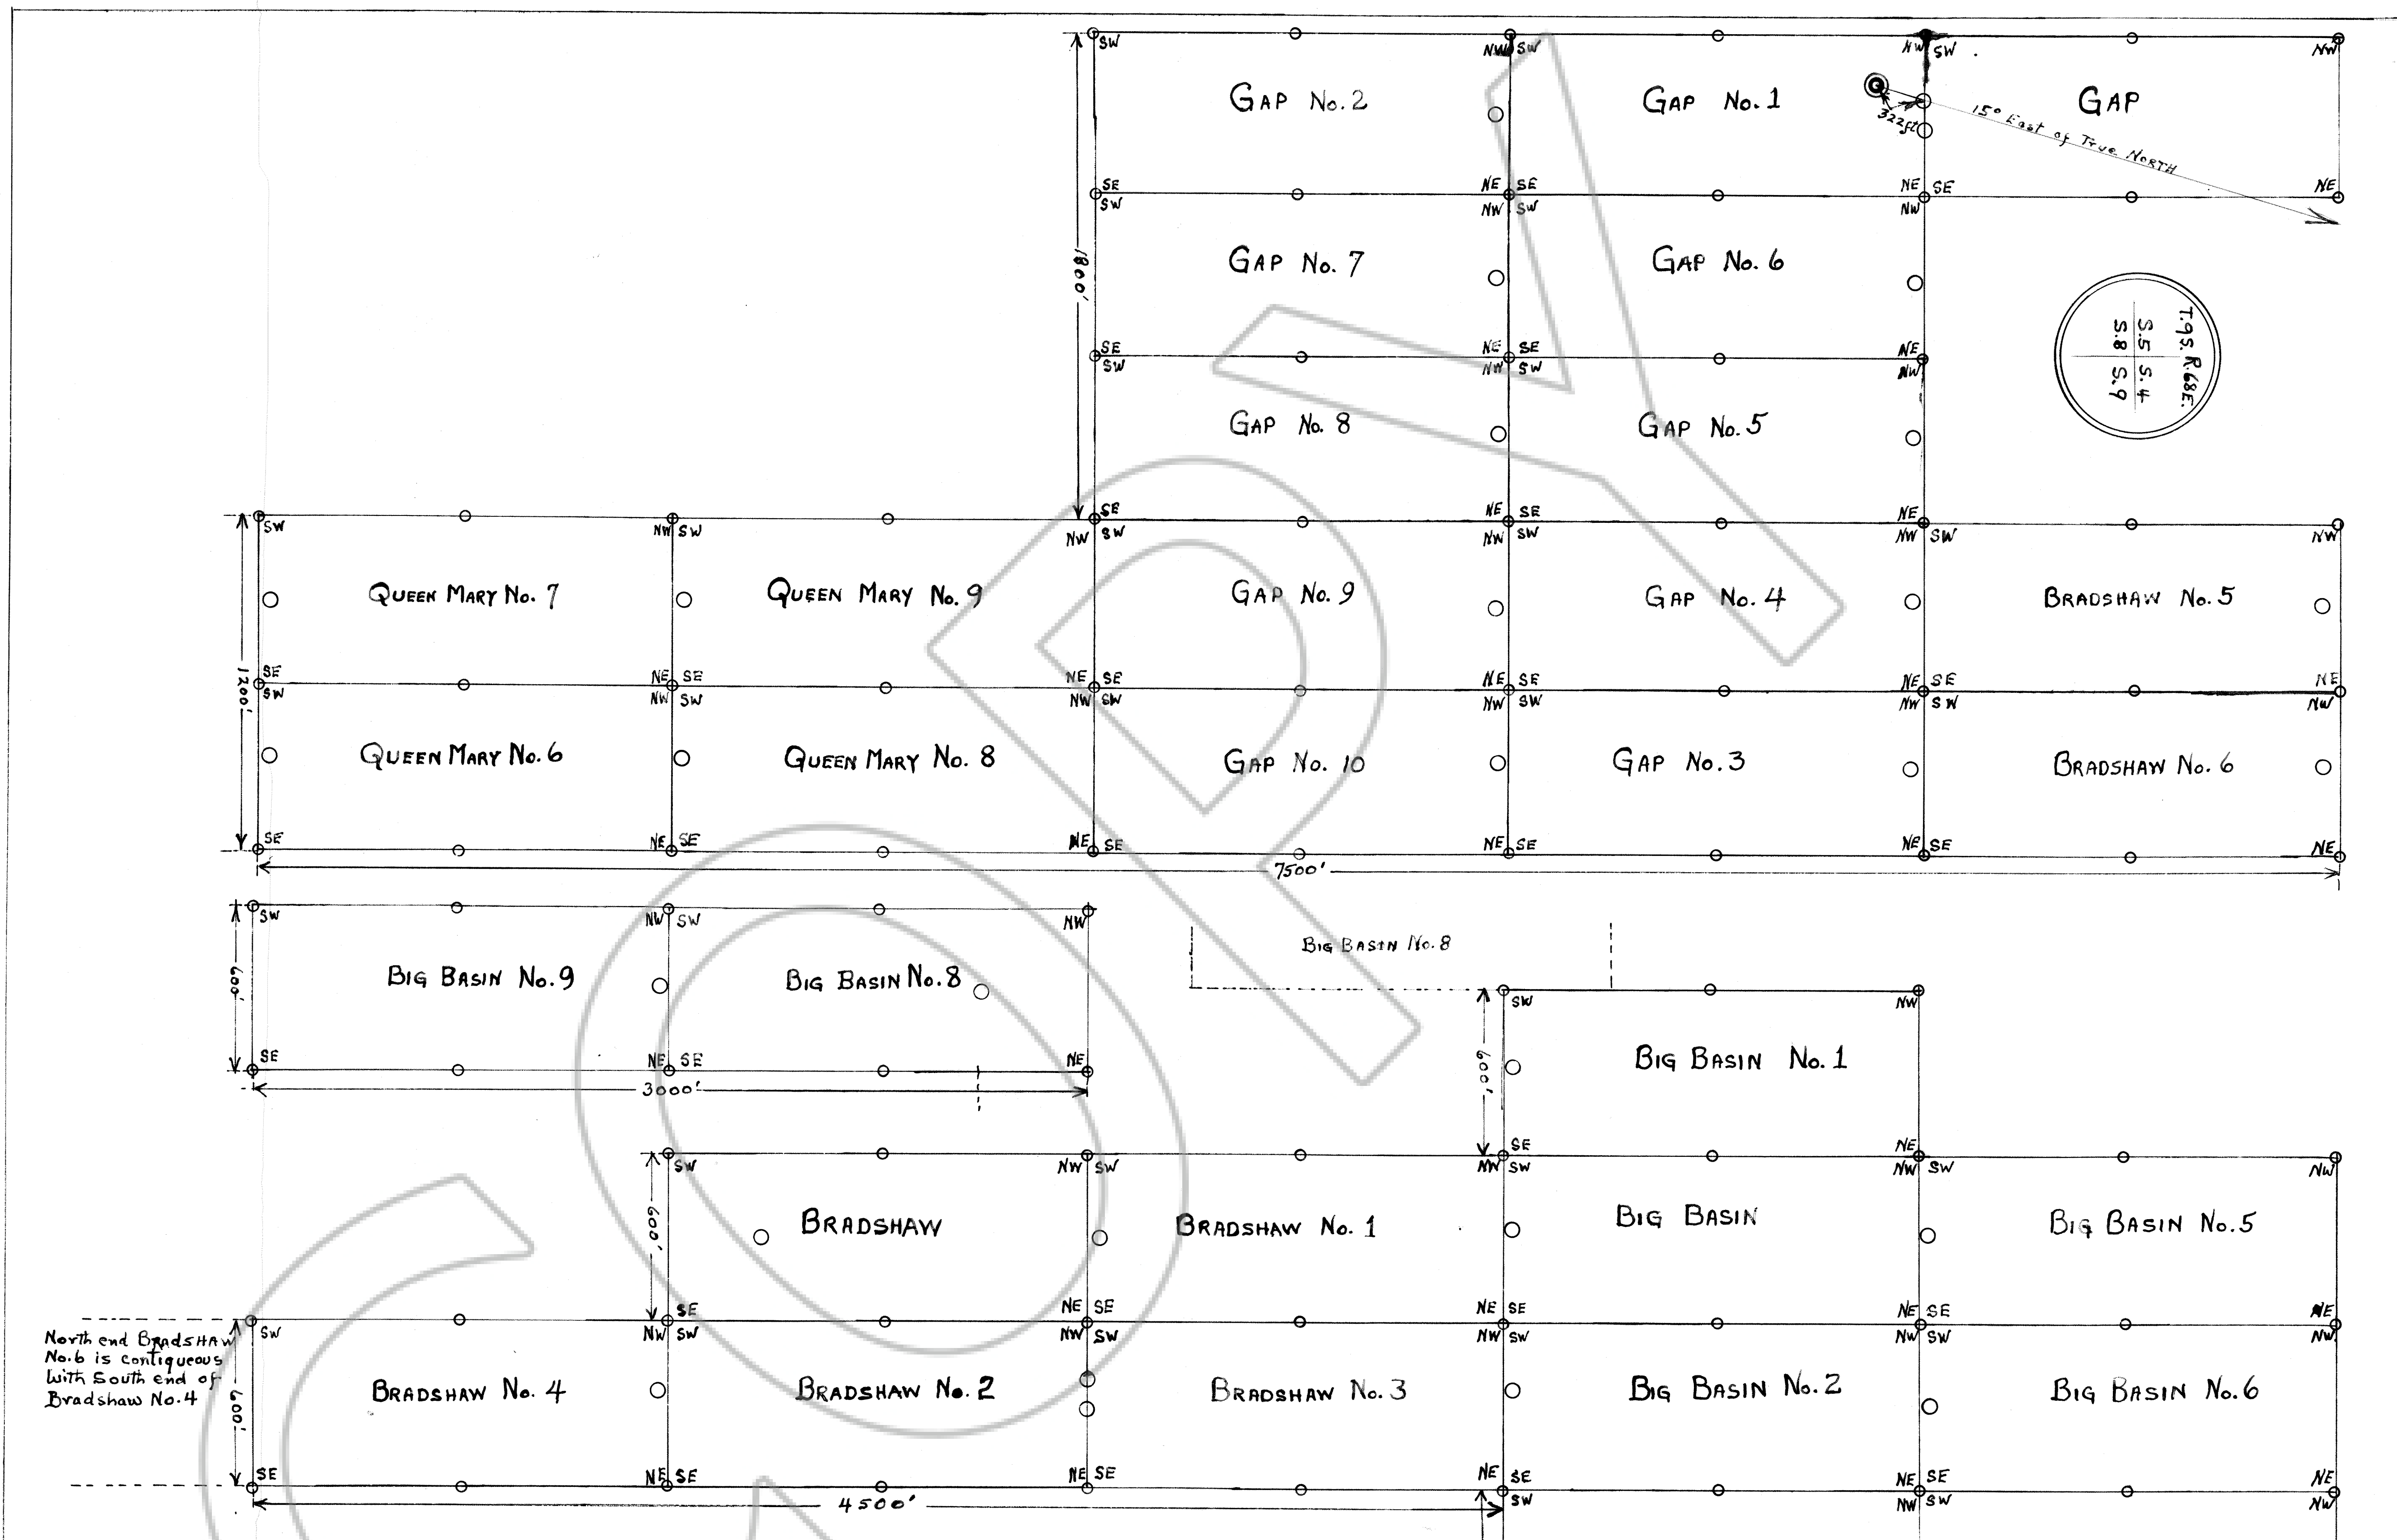 SW NW SW NW SW NW
GAP No. 2 GAP No. 1 GAP
322ft
15° East of True NORTH
SE NE SE NE SE NE
SW NW SW NW
1800'
GAP No. 7 GAP No. 6
T.9S. R.68E.
S.5 S.4
S.8 S.9
SE NE SE NE
SW NW SW NW
GAP No. 8 GAP No. 5
SE NE SE NE
SW NW SW NW SW NW SW NW SW NW
QUEEN MARY No. 7 QUEEN MARY No. 9 GAP No. 9 GAP No. 4 BRADSHAW No. 5
1200'
SE NE SE NE SE NE SE NE SE NE
SW NW SW NW SW NW SW NW SW NW
QUEEN MARY No. 6 QUEEN MARY No. 8 GAP No. 10 GAP No. 3 BRADSHAW No. 6
SE NE SE NE SE NE SE NE SE NE
7500'
SW NW SW NW
BIG BASIN No. 8
600'
BIG BASIN No. 9 BIG BASIN No. 8
SW NW
SE NE SE NE
3000'
600'
BIG BASIN No. 1
SE NE
SW NW SW NW SW NW SW NW
600'
BRADSHAW BRADSHAW No. 1 BIG BASIN BIG BASIN No. 5
SE NE SE NE SE NE SE NE
SW NW SW NW SW NW SW NW SW NW
North end BRADSHAW
No. 6 is contiqueous
with South end of
Bradshaw No. 4
600'
BRADSHAW No. 4 BRADSHAW No. 2 BRADSHAW No. 3 BIG BASIN No. 2 BIG BASIN No. 6
SE NE SE NE SE NE SE NE SE NE
SW NW SW NW
4500'
COPY